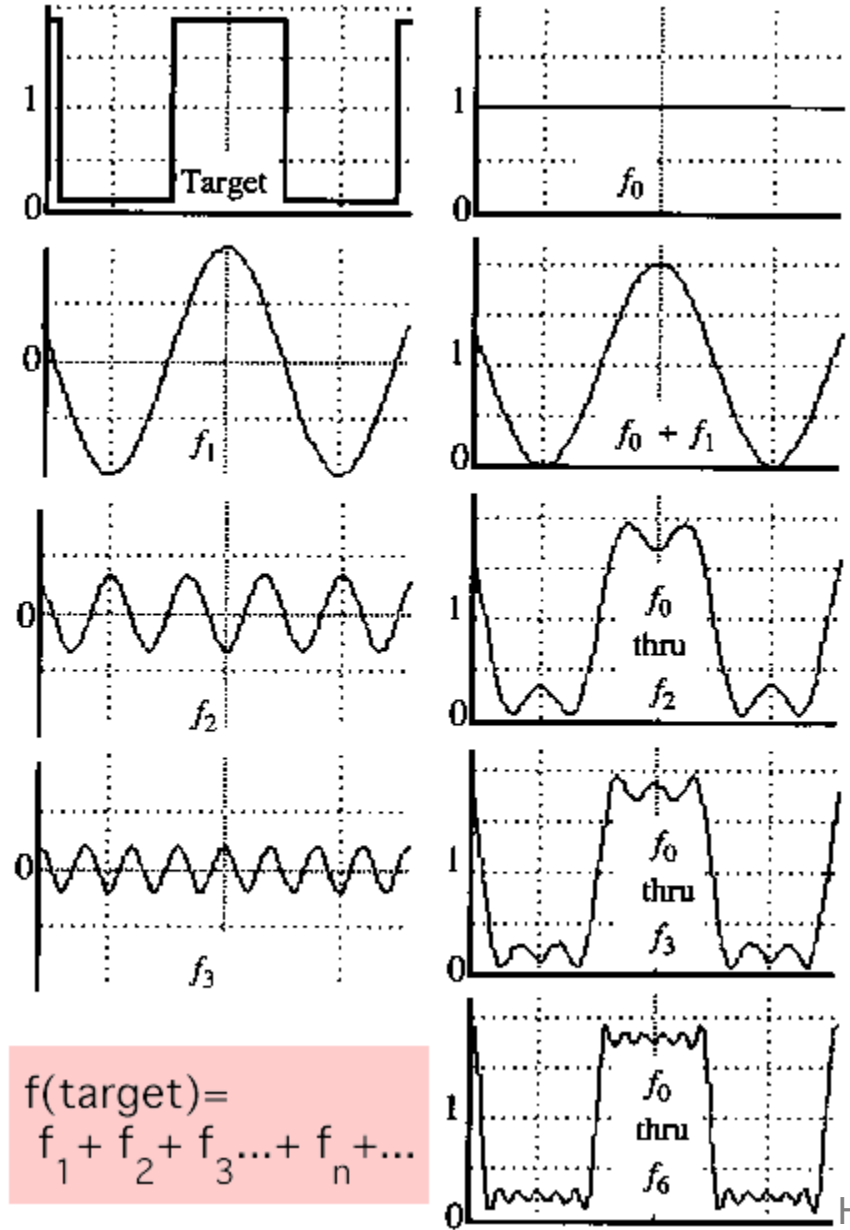 1
0
Target
1
0
f0
0
f1
1
0
f0 + f1
0
f2
1
0
f0
thru
f2
0
f3
1
0
f0
thru
f3
1
0
f0
thru
f6
f(target)=
f1 + f2 + f3...+ fn+...